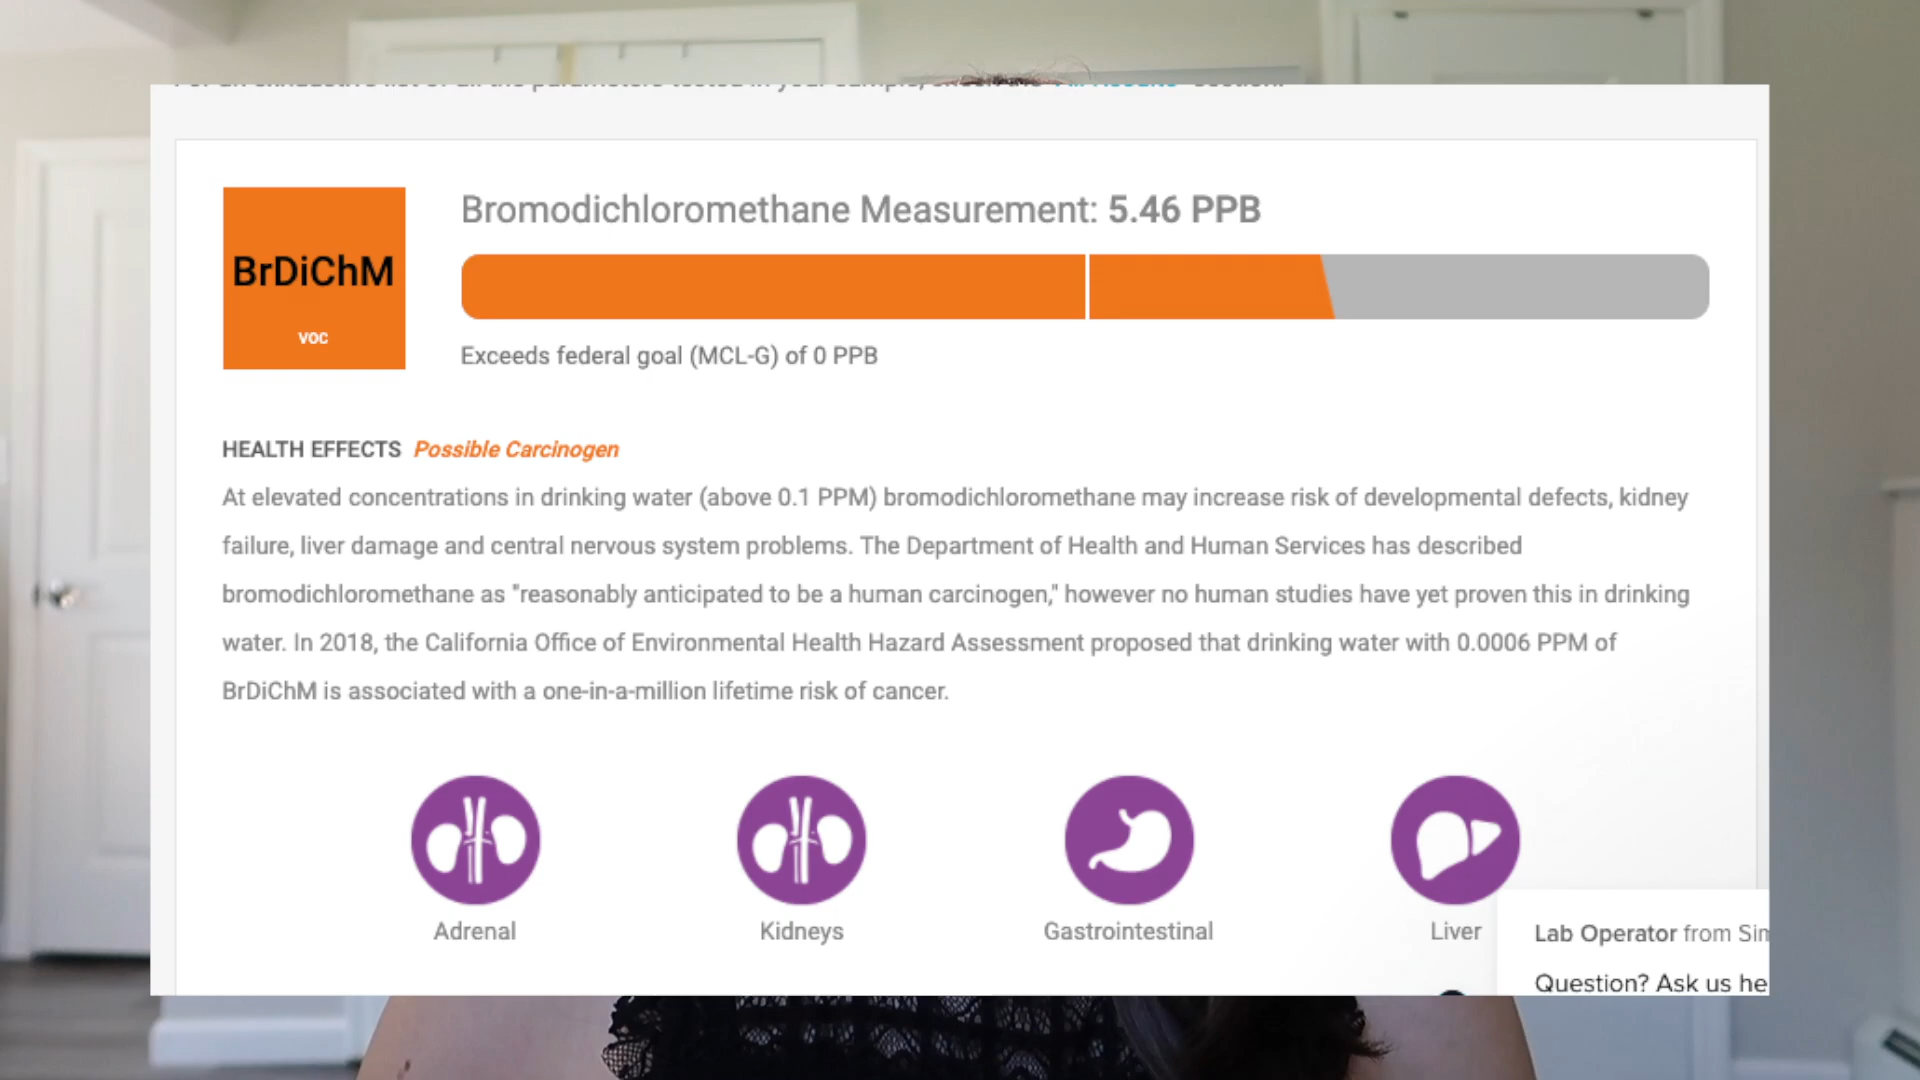 BrDiChM
VOC
Bromodichloromethane Measurement: 5.46 PPB
Exceeds federal goal (MCL-G) of 0 PPB
HEALTH EFFECTS Possible Carcinogen
At elevated concentrations in drinking water (above 0.1 PPM) bromodichloromethane may increase risk of developmental defects, kidney
failure, liver damage and central nervous system problems. The Department of Health and Human Services has described
bromodichloromethane as "reasonably anticipated to be a human carcinogen," however no human studies have yet proven this in drinking
water. In 2018, the California Office of Environmental Health Hazard Assessment proposed that drinking water with 0.0006 PPM of
BrDiChM is associated with a one-in-a-million lifetime risk of cancer.
Adrenal
Kidneys
Gastrointestinal
Liver
Lab Operator from
Question? Ask us